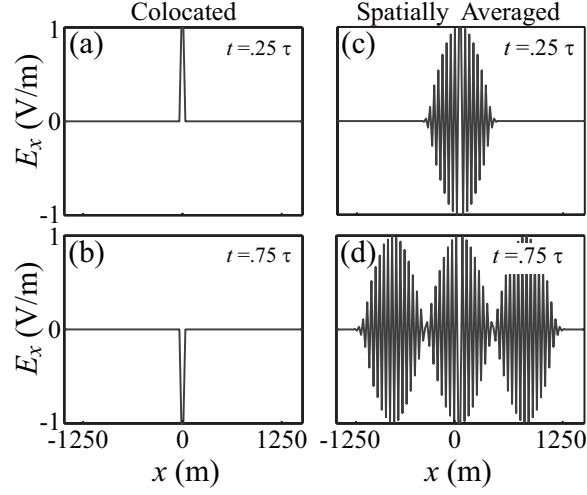 Colocated
Spatially Averaged
1
(a)
t =.25 τ
E_x (V/m)
0
-1
(c)
t =.25 τ
1
(b)
t =.75 τ
E_x (V/m)
0
-1
(d)
t =.75 τ
-1250 0 1250
-1250 0 1250
x (m)
x (m)